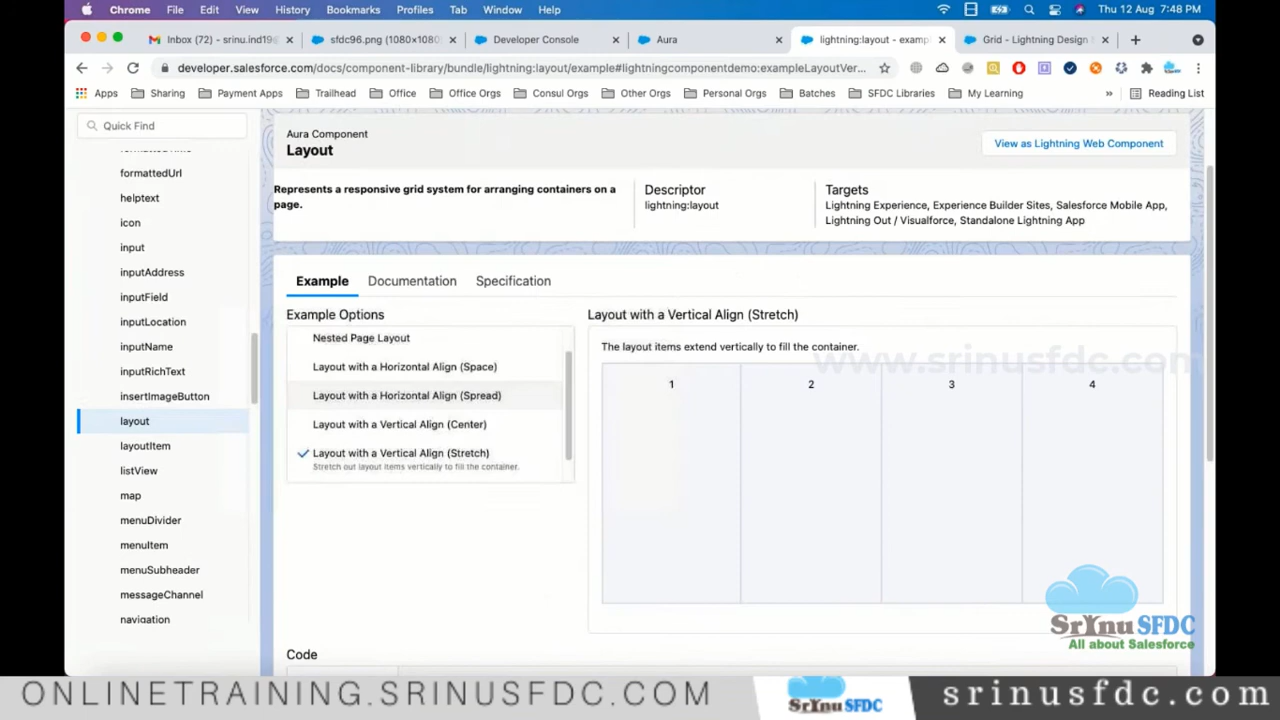 Chrome File Edit View History Bookmarks Profiles Tab Window Help Thu 12 Aug 7:48 PM
Inbox (72) - srinu.ind19
sfdc96.png (1080×1080
Developer Console
Aura
lightning:layout - examp
Grid - Lightning Design
developer.salesforce.com/docs/component-library/bundle/lightning:layout/example#lightningcomponentdemo:exampleLayoutVer...
Apps Sharing Payment Apps Trailhead Office Office Orgs Consul Orgs Other Orgs Personal Orgs Batches SFDC Libraries My Learning » Reading List
Quick Find
formattedUrl
helptext
icon
input
inputAddress
inputField
inputLocation
inputName
inputRichText
insertImageButton
layout
layoutItem
listView
map
menuDivider
menuItem
menuSubheader
messageChannel
navigation
Aura Component
Layout
View as Lightning Web Component
Represents a responsive grid system for arranging containers on a
page.
Descriptor
lightning:layout
Targets
Lightning Experience, Experience Builder Sites, Salesforce Mobile App,
Lightning Out / Visualforce, Standalone Lightning App
Example Documentation Specification
Example Options
Nested Page Layout
Layout with a Horizontal Align (Space)
Layout with a Horizontal Align (Spread)
Layout with a Vertical Align (Center)
Layout with a Vertical Align (Stretch)
Stretch out layout items vertically to fill the container.
Layout with a Vertical Align (Stretch)
The layout items extend vertically to fill the container.
www.srinusfdc.com
1 2 3 4
Code
SrinuSFDC
All about Salesforce
ONLINETRAINING.SRINUSFDC.COM
SrinuSFDC
srinusfdc.com